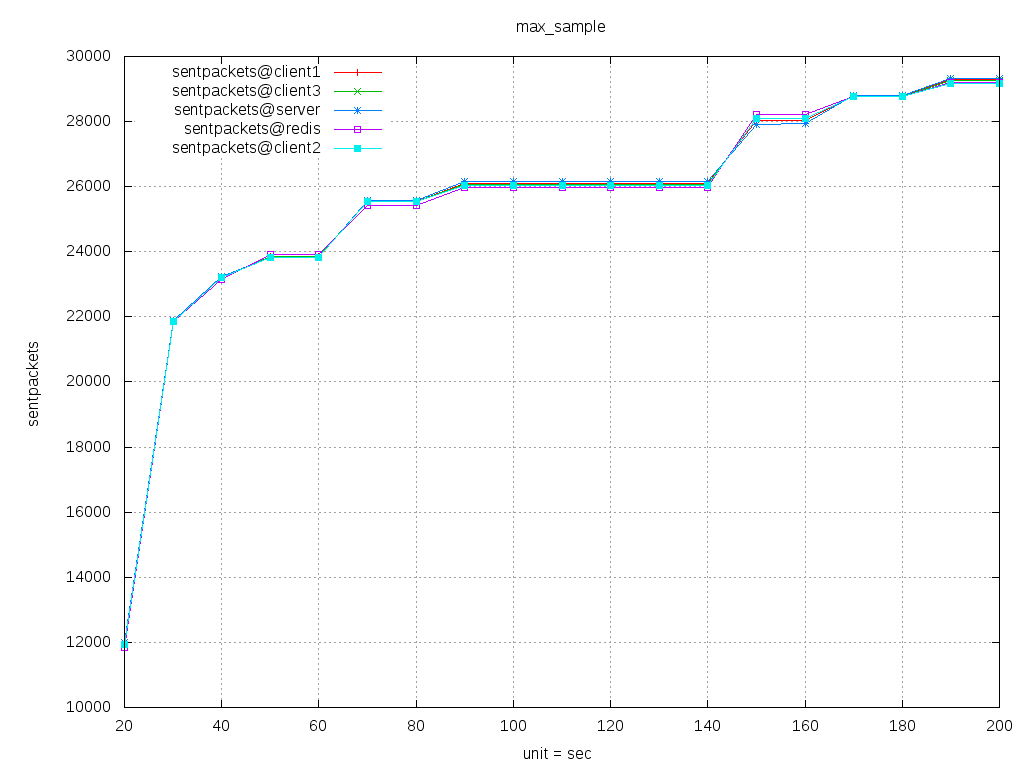 max_sample
30000
28000
26000
24000
22000
20000
18000
16000
14000
12000
10000
sentpackets
sentpackets@client1
sentpackets@client3
sentpackets@server
sentpackets@redis
sentpackets@client2
20 40 60 80 100 120 140 160 180 200
unit = sec